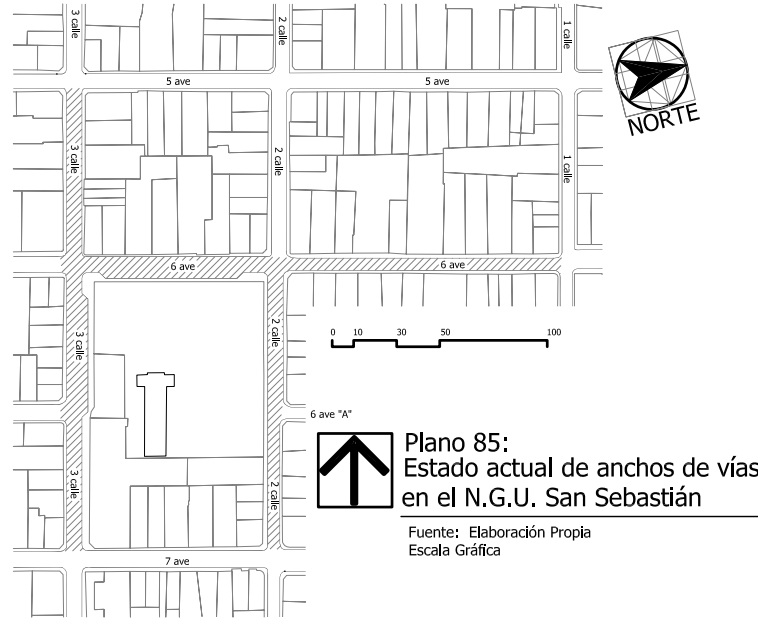 3 calle
2 calle
1 calle
5 ave
5 ave
NORTE
3 calle
2 calle
1 calle
6 ave
6 ave
3 calle
2 calle
0 10 30 50 100
6 ave "A"
Plano 85:
Estado actual de anchos de vías
en el N.G.U. San Sebastián
3 calle
2 calle
Fuente: Elaboración Propia
Escala Gráfica
7 ave